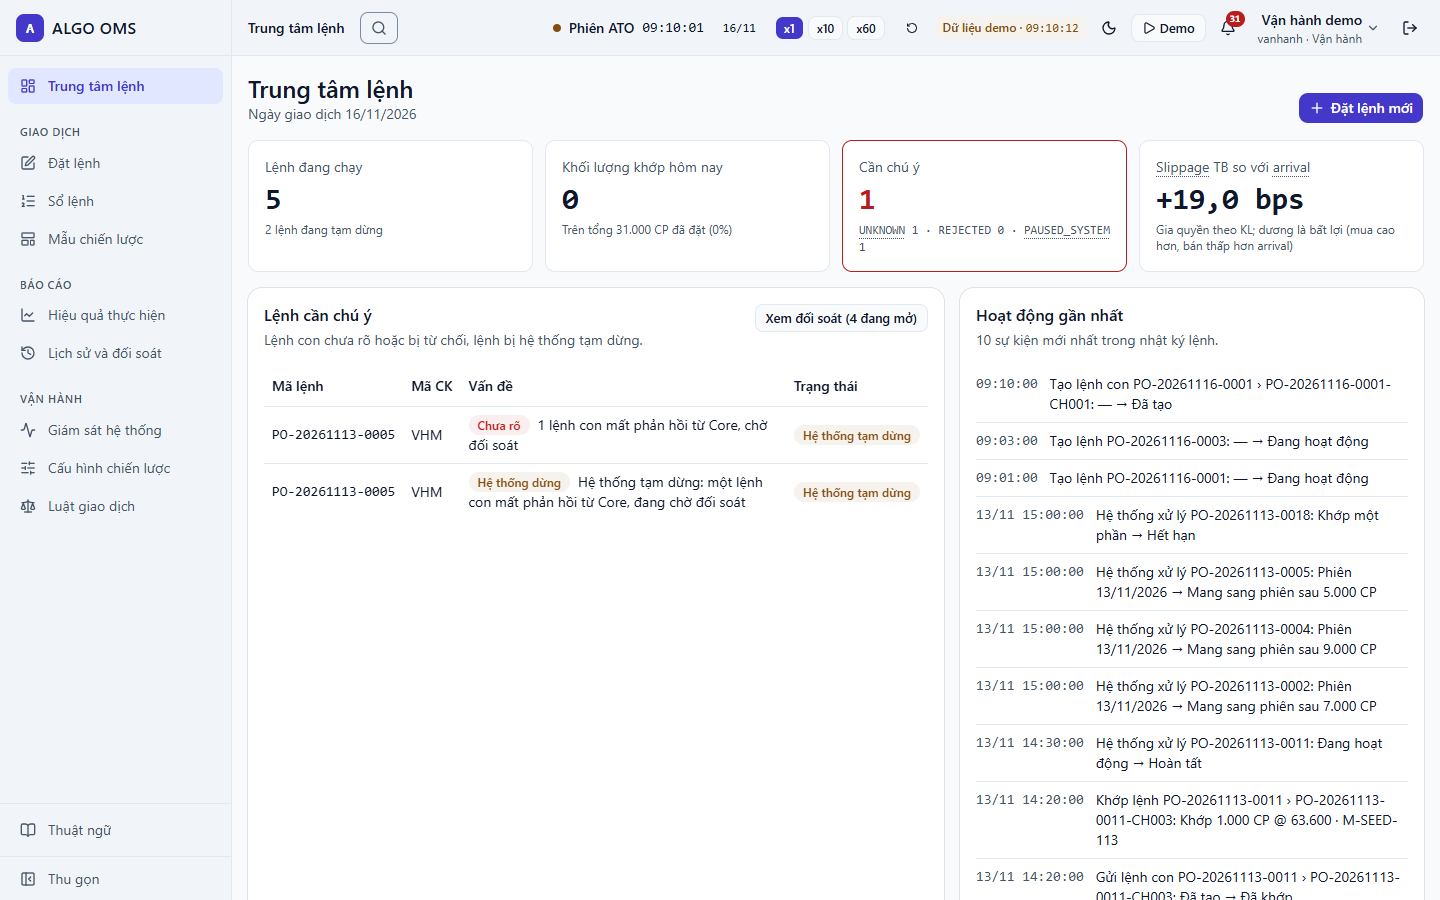 A ALGO OMS
Trung tâm lệnh
Phiên ATO 09:10:01 16/11 x1 x10 x60 Dữ liệu demo · 09:10:12 Demo 31 Vận hành demo
vanhanh · Vận hành
Trung tâm lệnh
GIAO DỊCH
Đặt lệnh
Sổ lệnh
Mẫu chiến lược
BÁO CÁO
Hiệu quả thực hiện
Lịch sử và đối soát
VẬN HÀNH
Giám sát hệ thống
Cấu hình chiến lược
Luật giao dịch
Thuật ngữ
Thu gọn
Trung tâm lệnh
Ngày giao dịch 16/11/2026
Đặt lệnh mới
Lệnh đang chạy
5
2 lệnh đang tạm dừng
Khối lượng khớp hôm nay
0
Trên tổng 31.000 CP đã đặt (0%)
Cần chú ý
1
UNKNOWN 1 · REJECTED 0 · PAUSED_SYSTEM
1
Slippage TB so với arrival
+19,0 bps
Gia quyền theo KL; dương là bất lợi (mua cao
hơn, bán thấp hơn arrival)
Lệnh cần chú ý
Lệnh con chưa rõ hoặc bị từ chối, lệnh bị hệ thống tạm dừng.
Xem đối soát (4 đang mở)
Mã lệnh Mã CK Vấn đề Trạng thái
PO-20261113-0005 VHM Chưa rõ 1 lệnh con mất phản hồi từ Core, chờ
đối soát Hệ thống tạm dừng
PO-20261113-0005 VHM Hệ thống dừng Hệ thống tạm dừng: một lệnh
con mất phản hồi từ Core, đang chờ đối soát Hệ thống tạm dừng
Hoạt động gần nhất
10 sự kiện mới nhất trong nhật ký lệnh.
09:10:00 Tạo lệnh con PO-20261116-0001 › PO-20261116-0001-
CH001: — → Đã tạo
09:03:00 Tạo lệnh PO-20261116-0003: — → Đang hoạt động
09:01:00 Tạo lệnh PO-20261116-0001: — → Đang hoạt động
13/11 15:00:00 Hệ thống xử lý PO-20261113-0018: Khớp một
phần → Hết hạn
13/11 15:00:00 Hệ thống xử lý PO-20261113-0005: Phiên
13/11/2026 → Mang sang phiên sau 5.000 CP
13/11 15:00:00 Hệ thống xử lý PO-20261113-0004: Phiên
13/11/2026 → Mang sang phiên sau 9.000 CP
13/11 15:00:00 Hệ thống xử lý PO-20261113-0002: Phiên
13/11/2026 → Mang sang phiên sau 7.000 CP
13/11 14:30:00 Hệ thống xử lý PO-20261113-0011: Đang hoạt
động → Hoàn tất
13/11 14:20:00 Khớp lệnh PO-20261113-0011 › PO-20261113-
0011-CH003: Khớp 1.000 CP @ 63.600 · M-SEED-
113
13/11 14:20:00 Gửi lệnh con PO-20261113-0011 › PO-20261113-
0011-CH003: Đã tạo → Đã khớp